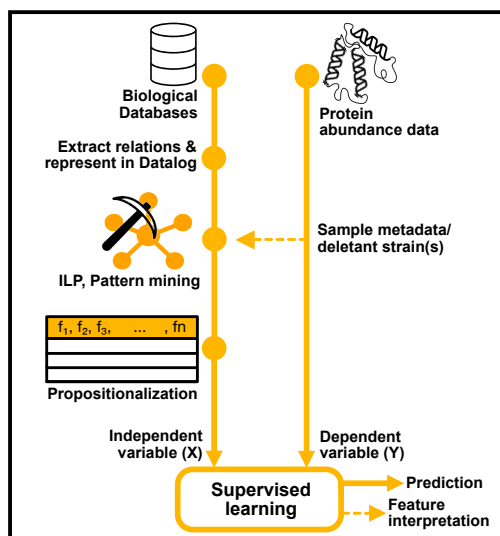 Biological
Databases
Protein
abundance data
Extract relations &
represent in Datalog
Sample metadata/
deletant strain(s)
ILP, Pattern mining
f₁, f₂, f₃, ... , fn
Propositionalization
Independent
variable (X)
Dependent
variable (Y)
Supervised
learning
Prediction
Feature
interpretation